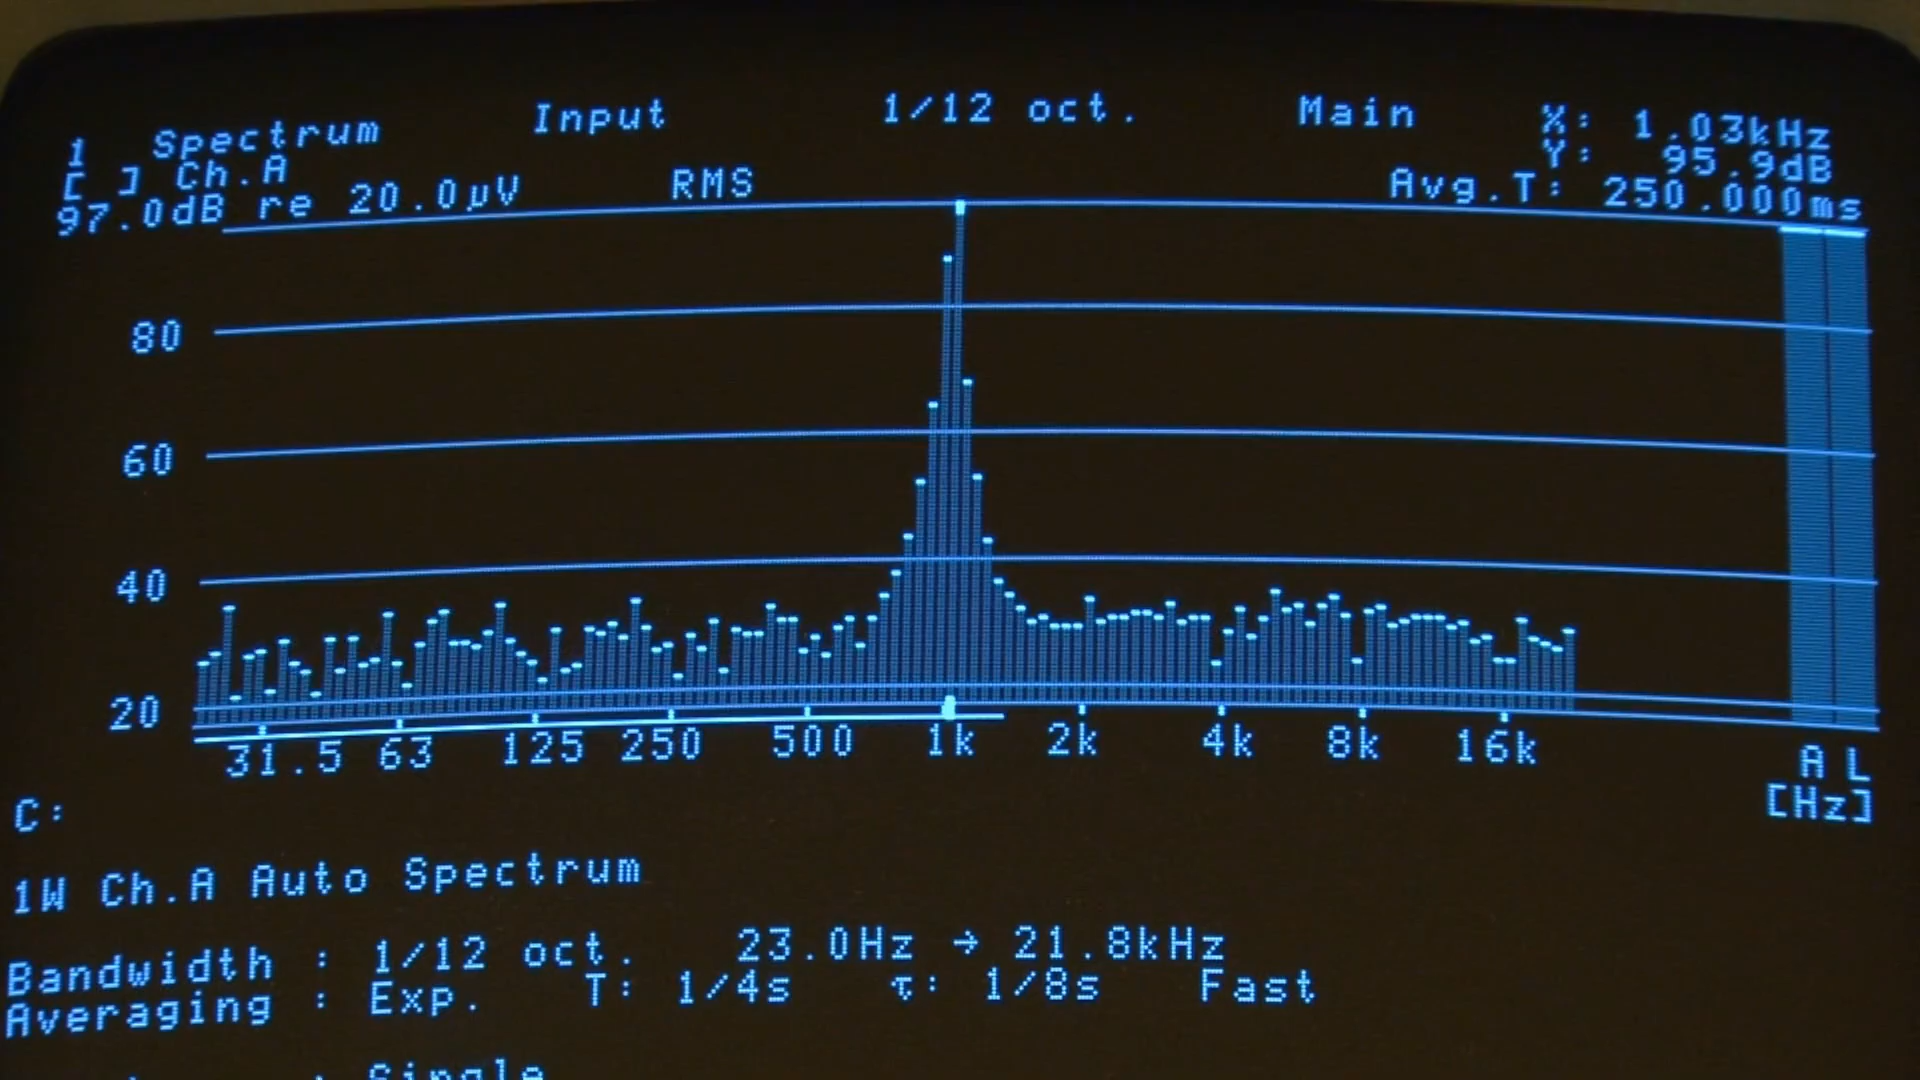 1 Spectrum Input 1/12 oct. Main X: 1.03kHz
[ ] Ch.A Y: 95.9dB
97.0dB re 20.0µV RMS Avg.T: 250.000ms
80
60
40
20
31.5 63 125 250 500 1k 2k 4k 8k 16k A L
[Hz]
C:
1W Ch.A Auto Spectrum
Bandwidth : 1/12 oct. 23.0Hz → 21.8kHz
Averaging : Exp. T: 1/4s τ: 1/8s Fast
: Single